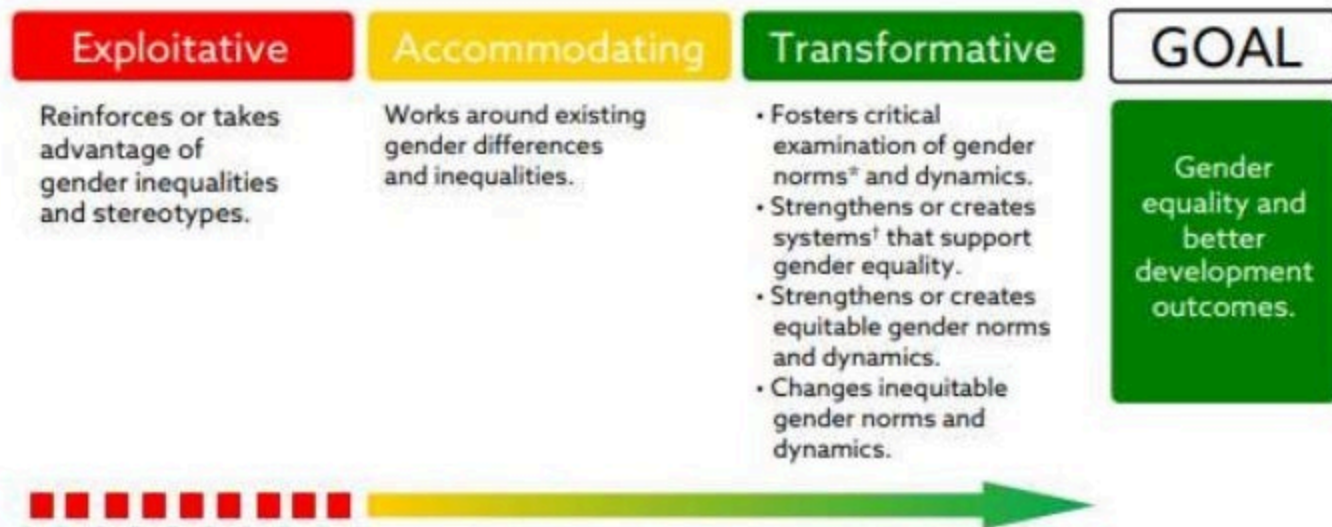 Exploitative
Reinforces or takes
advantage of
gender inequalities
and stereotypes.
Accommodating
Works around existing
gender differences
and inequalities.
Transformative
• Fosters critical
examination of gender
norms* and dynamics.
• Strengthens or creates
systems† that support
gender equality.
• Strengthens or creates
equitable gender norms
and dynamics.
• Changes inequitable
gender norms and
dynamics.
GOAL
Gender
equality and
better
development
outcomes.